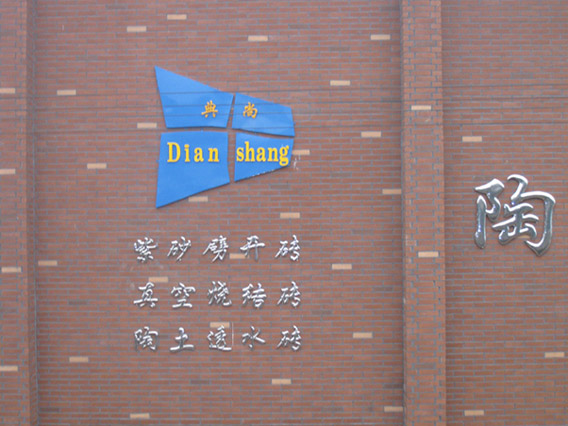 典尚
Dian shang
紫砂劈开砖
真空烧结砖
陶土透水砖
陶